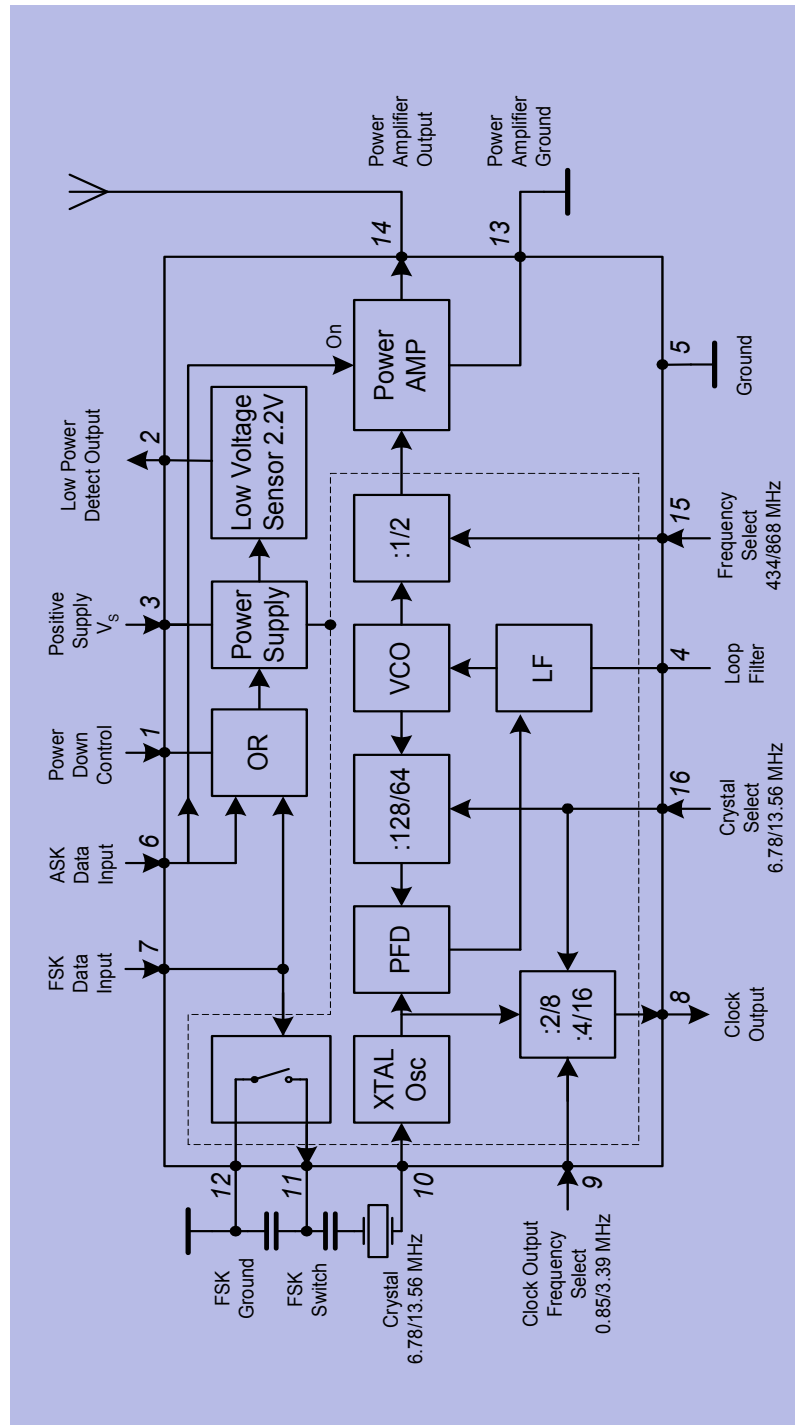 FSK
Data
Input
7
ASK
Data
Input
6
Power
Down
Control
1
Positive
Supply
VS
3
Low Power
Detect Output
2
OR
Power
Supply
Low Voltage
Sensor 2.2V
On
FSK
Ground
12
FSK
Switch
11
Crystal
6.78/13.56 MHz
10
XTAL
Osc
PFD
:128/64
VCO
:1/2
Power
AMP
14
Power
Amplifier
Output
13
Power
Amplifier
Ground
LF
:2/8
:4/16
Clock Output
Frequency
Select
0.85/3.39 MHz
9
8
Clock
Output
16
Crystal
Select
6.78/13.56 MHz
4
Loop
Filter
15
Frequency
Select
434/868 MHz
5
Ground